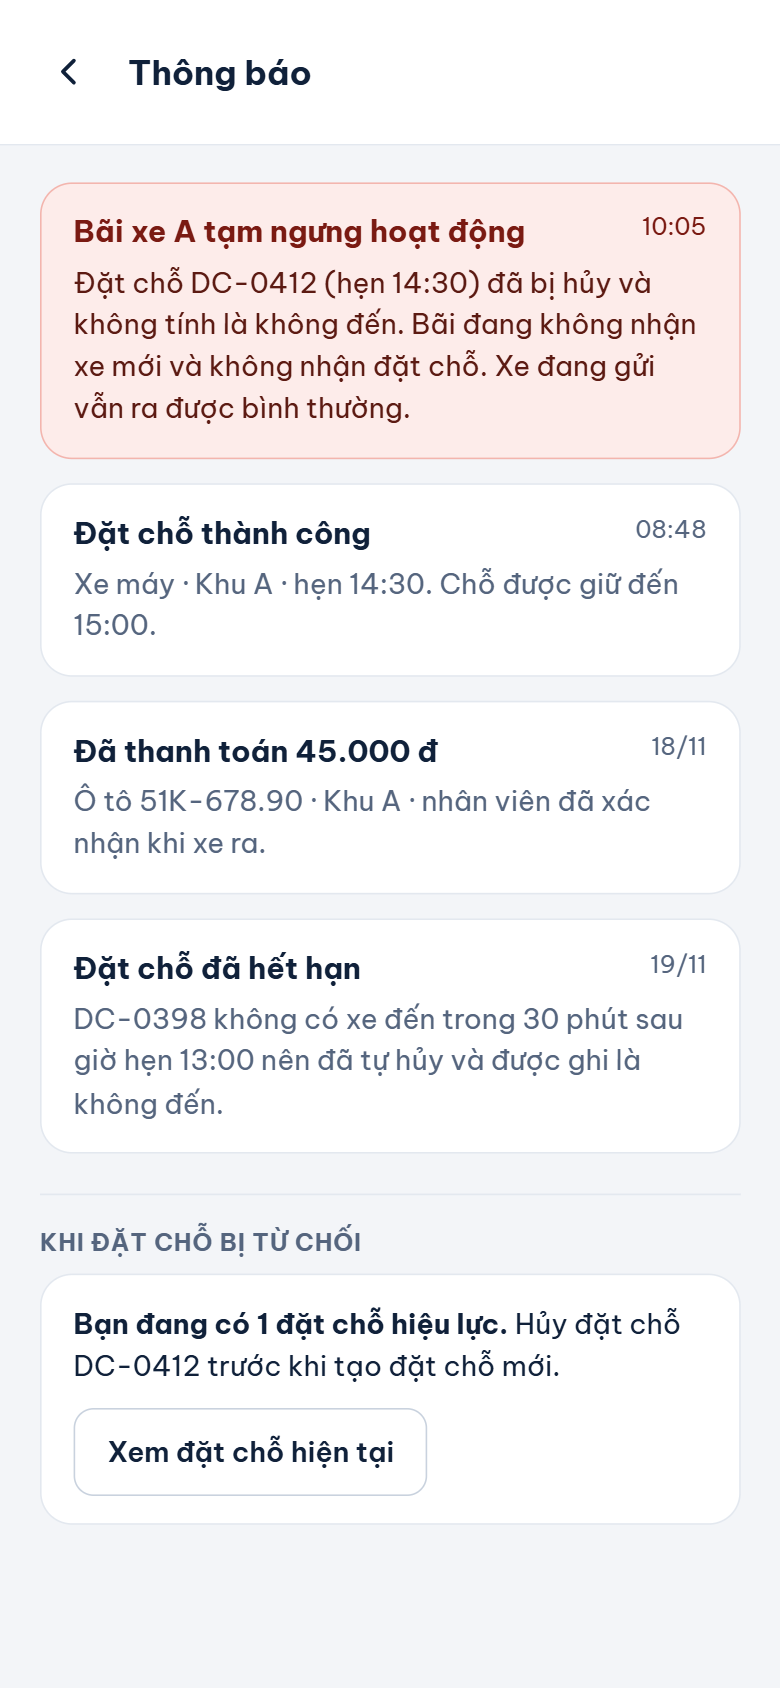 Thông báo
Bãi xe A tạm ngưng hoạt động
10:05
Đặt chỗ DC-0412 (hẹn 14:30) đã bị hủy và
không tính là không đến. Bãi đang không nhận
xe mới và không nhận đặt chỗ. Xe đang gửi
vẫn ra được bình thường.
Đặt chỗ thành công
08:48
Xe máy · Khu A · hẹn 14:30. Chỗ được giữ đến
15:00.
Đã thanh toán 45.000 đ
18/11
Ô tô 51K-678.90 · Khu A · nhân viên đã xác
nhận khi xe ra.
Đặt chỗ đã hết hạn
19/11
DC-0398 không có xe đến trong 30 phút sau
giờ hẹn 13:00 nên đã tự hủy và được ghi là
không đến.
KHI ĐẶT CHỖ BỊ TỪ CHỐI
Bạn đang có 1 đặt chỗ hiệu lực. Hủy đặt chỗ
DC-0412 trước khi tạo đặt chỗ mới.
Xem đặt chỗ hiện tại